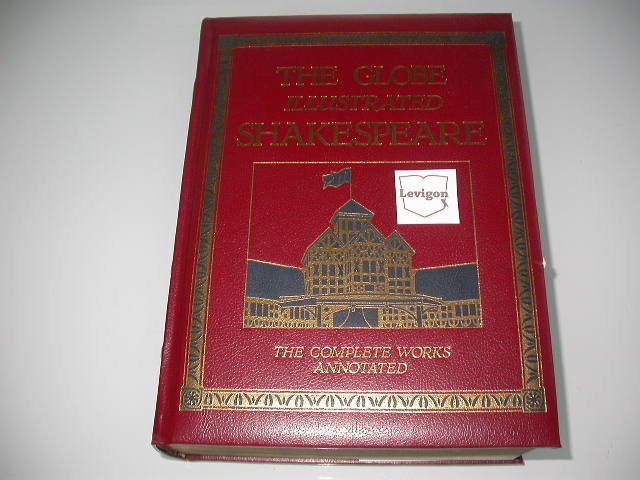 THE GLOBE
ILLUSTRATED
SHAKESPEARE
Levigon
THE COMPLETE WORKS
ANNOTATED